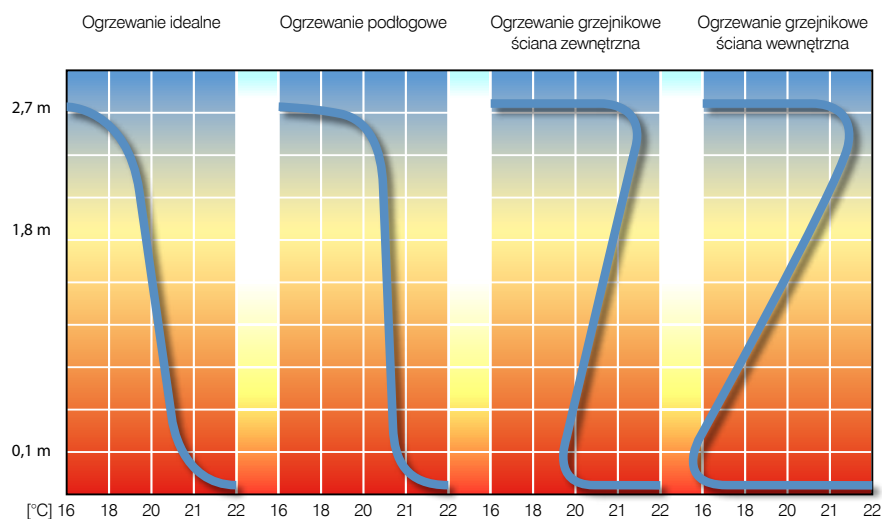 Ogrzewanie idealne
Ogrzewanie podłogowe
Ogrzewanie grzejnikowe
ściana zewnętrzna
Ogrzewanie grzejnikowe
ściana wewnętrzna
2,7 m
1,8 m
0,1 m
[°C] 16 18 20 21 22 16 18 20 21 22 16 18 20 21 22 16 18 20 21 22